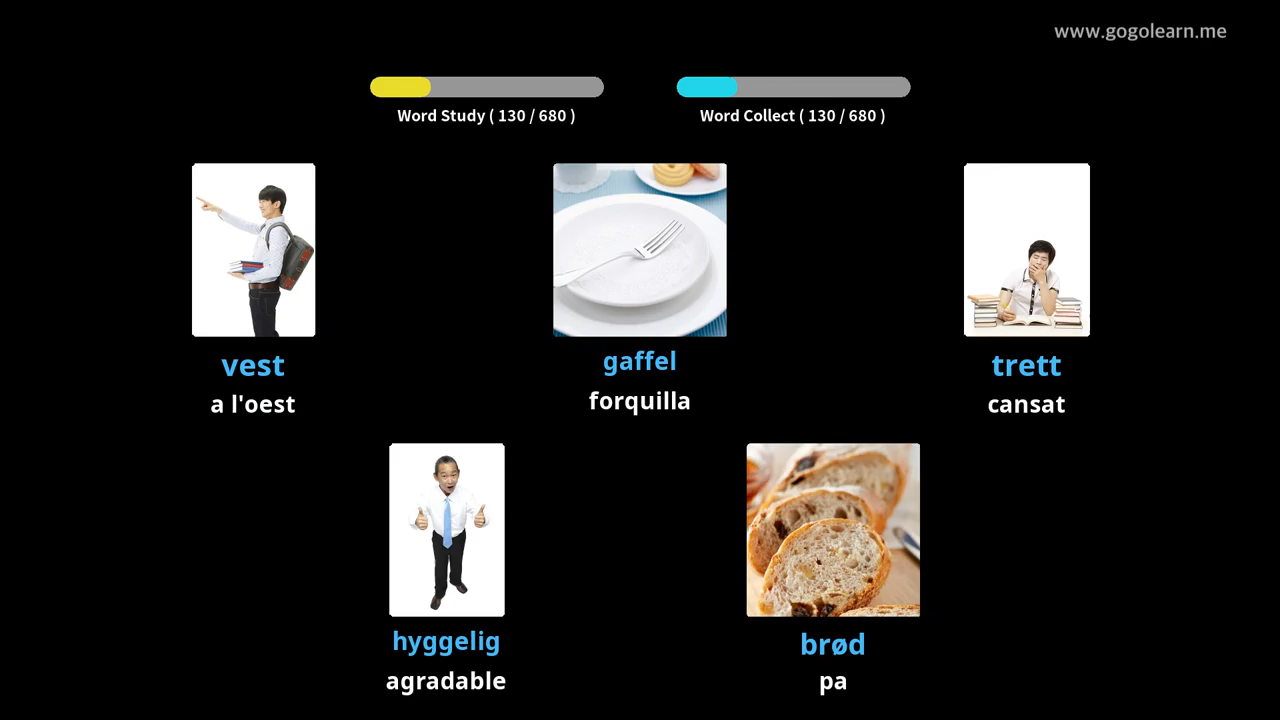 www.gogolearn.me
Word Study ( 130 / 680 )
Word Collect ( 130 / 680 )
vest
a l'oest
gaffel
forquilla
trett
cansat
hyggelig
agradable
brød
pa